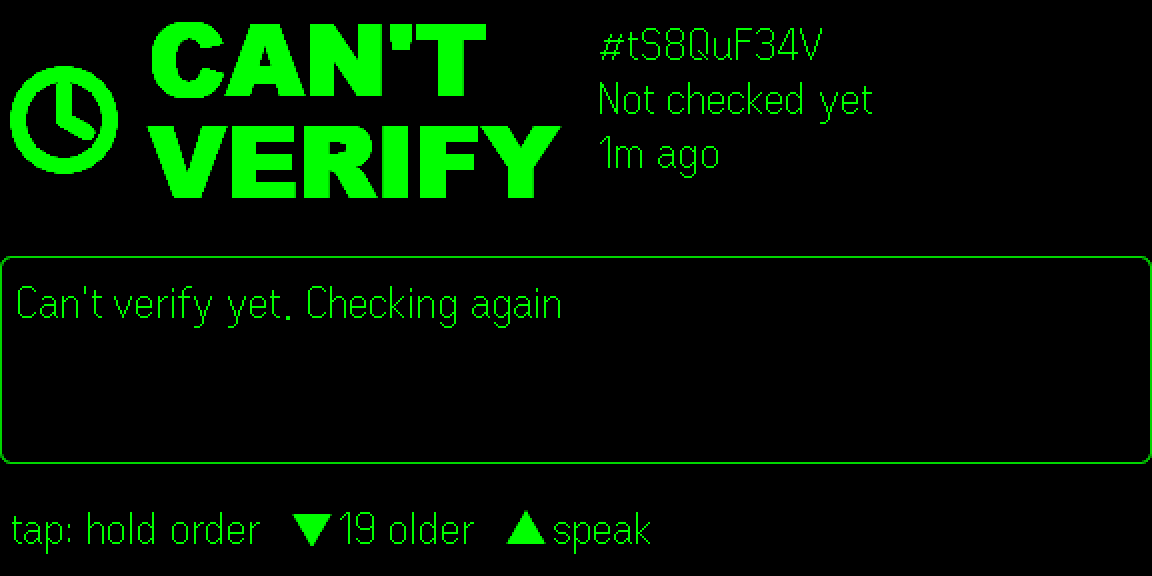 CAN'T
VERIFY
#tS8QuF34V
Not checked yet
1m ago
Can't verify yet. Checking again
tap: hold order ▼19 older ▲speak